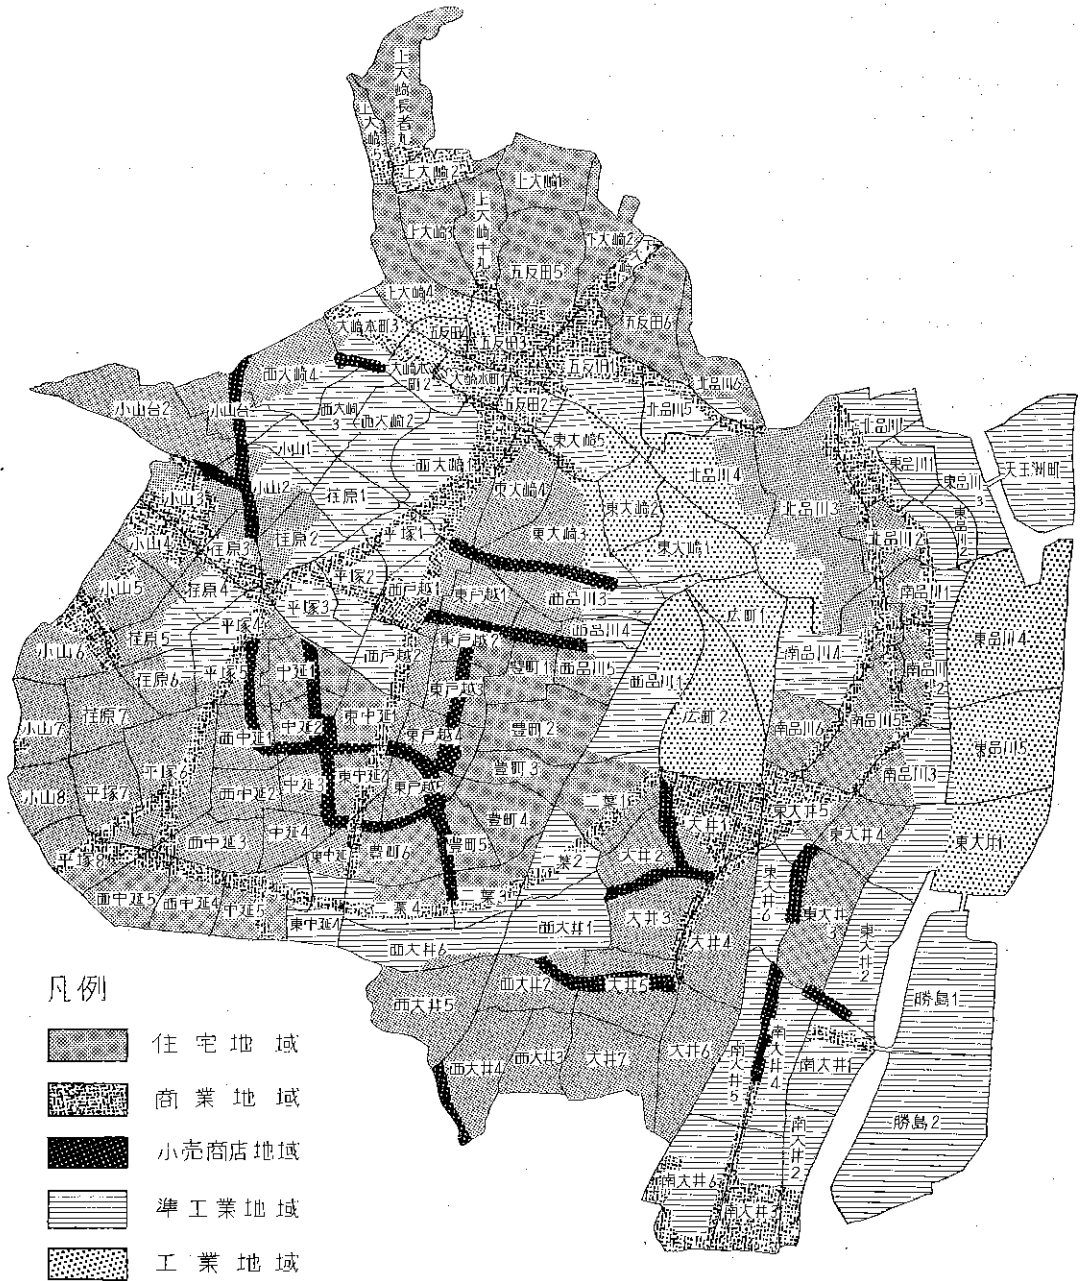 上大崎長者丸
上大崎5
上大崎2
上大崎1
上大崎3
上大崎中丸
下大崎2
下大崎
五反田5
上大崎4
五反田6
大崎本町3
五反田4
五反田3
五反田1
大崎本町2
大崎本町1
北品川6
西大崎4
五反田2
北品川5
小山台2
小山台1
西大崎3
西大崎2
東大崎5
北品川1
小山1
東品川1
天王洲町
西大崎1
北品川4
東品川3
小山2
荏原1
東大崎4
小山3
東大崎2
北品川3
東品川2
小山4
荏原3
荏原2
平塚1
東大崎3
東大崎1
北品川2
平塚2
西戸越1
東戸越1
西品川3
小山5
荏原4
平塚3
南品川1
広町1
平塚4
西品川4
東品川4
小山6
荏原5
西戸越2
東戸越2
豊町1
西品川5
南品川4
荏原6
平塚5
中延1
東戸越3
西品川1
南品川2
小山7
荏原7
東中延1
広町2
西中延1
中延2
東戸越4
豊町2
南品川6
南品川5
東品川5
平塚6
東中延2
豊町3
南品川3
小山8
平塚7
西中延2
中延3
東戸越5
二葉1
豊町4
大井1
東大井5
東大井4
西中延3
中延4
豊町5
東大井1
平塚8
東中延3
豊町6
二葉2
大井2
西中延5
西中延4
中延5
二葉3
東大井6
二葉4
大井3
東大井3
東中延4
西大井1
大井4
東大井2
西大井6
西大井2
大井5
西大井5
勝島1
西大井4
西大井3
大井7
大井6
南大井5
南大井4
南大井1
勝島2
南大井2
南大井6
南大井3
凡例
住宅地域
商業地域
小売商店地域
準工業地域
工業地域